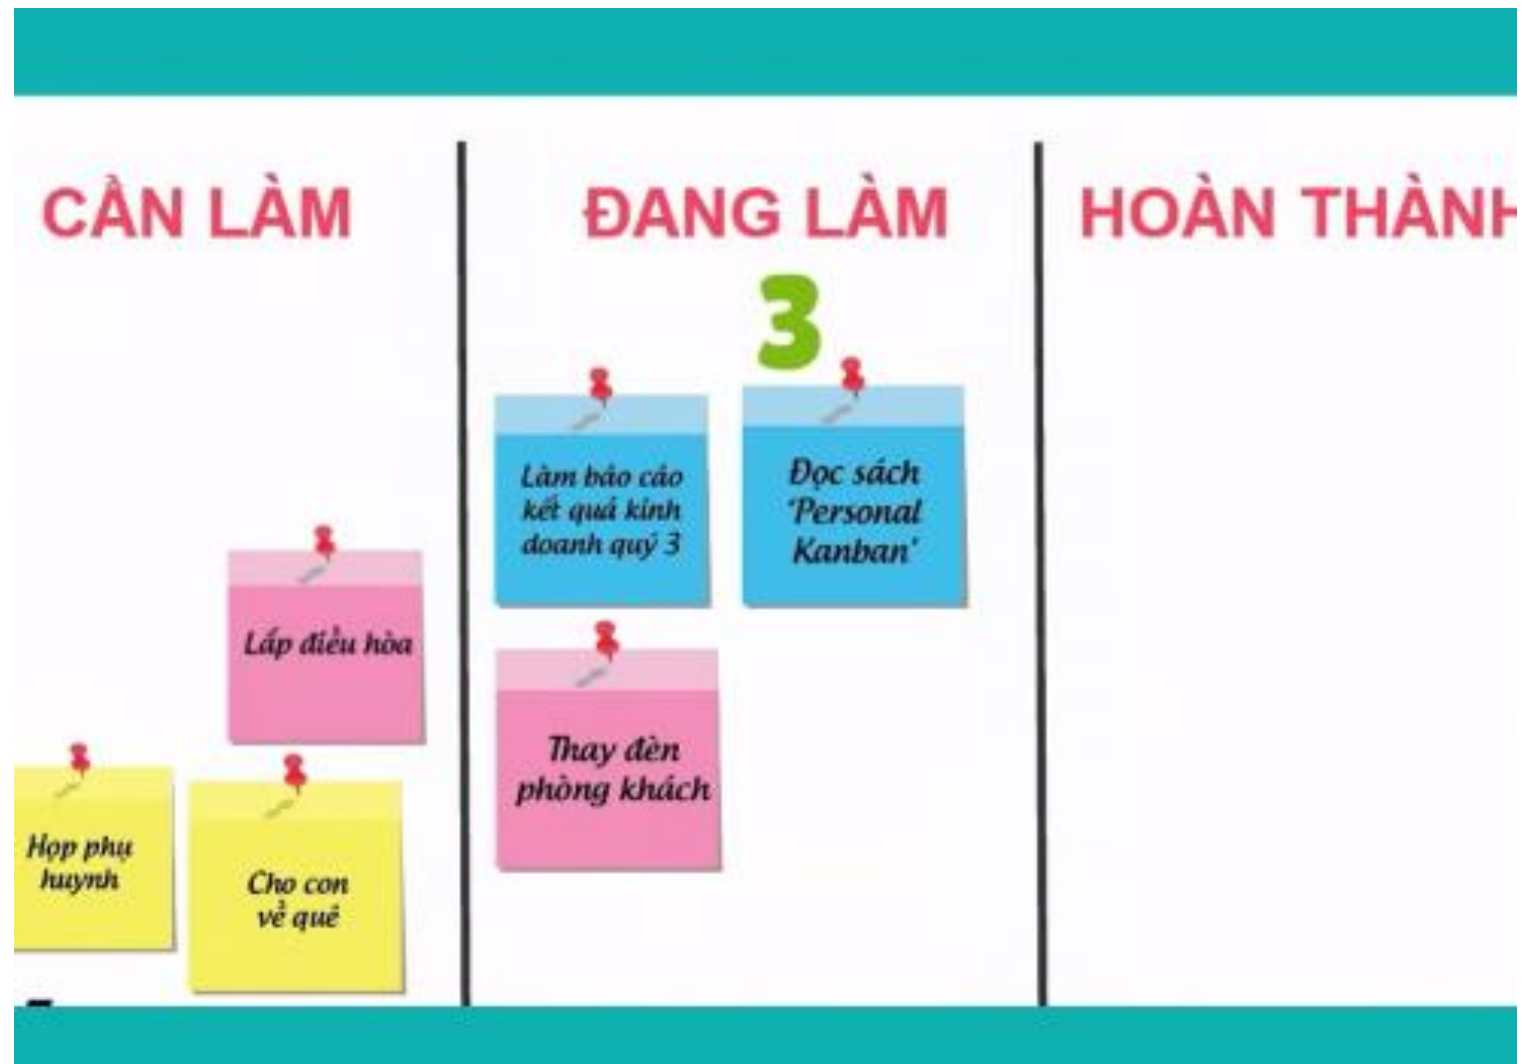 CẦN LÀM
ĐANG LÀM
HOÀN THÀNH
3
Làm báo cáo
kết quả kinh
doanh quý 3
Đọc sách
'Personal
Kanban'
Lắp điều hòa
Thay đèn
phòng khách
Họp phụ
huynh
Cho con
về quê